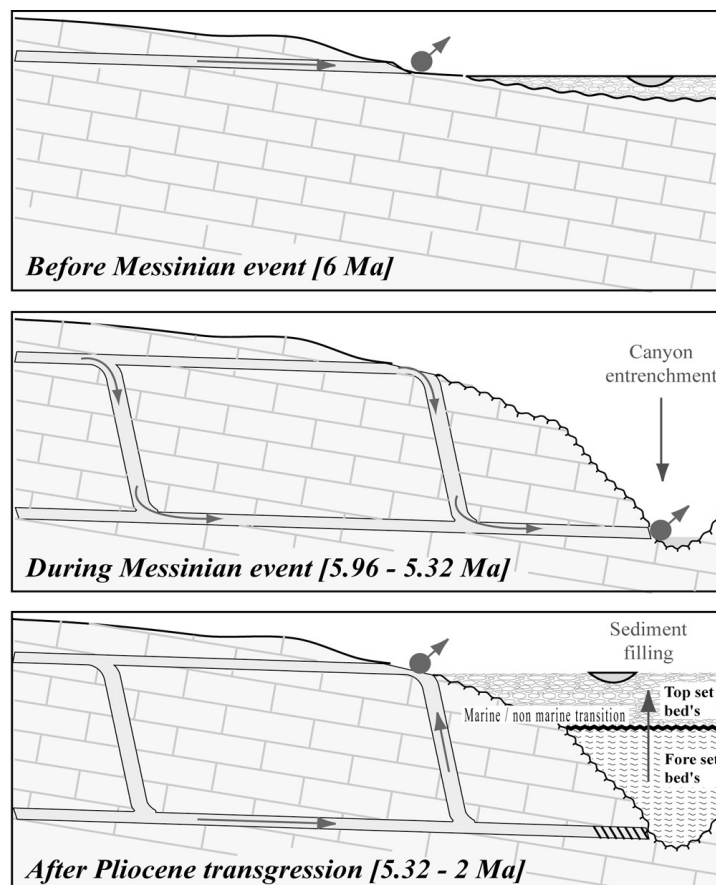 Before Messinian event [6 Ma]
Canyon
entrenchment
During Messinian event [5.96 - 5.32 Ma]
Sediment
filling
Top set
bed's
Marine / non marine transition
Fore set
bed's
After Pliocene transgression [5.32 - 2 Ma]